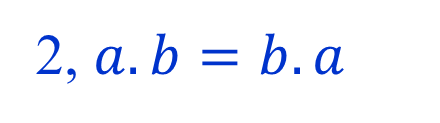 2, a. b = b. a